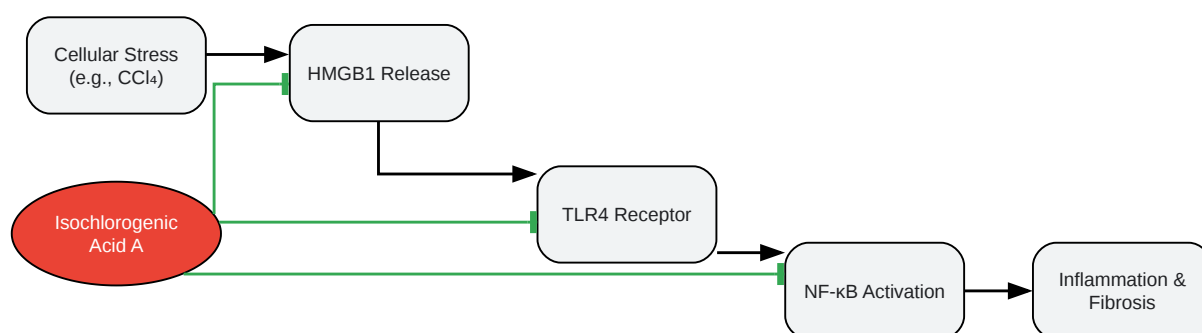 Cellular Stress
(e.g., CCl₄)
HMGB1 Release
Isochlorogenic
Acid A
TLR4 Receptor
NF-κB Activation
Inflammation &
Fibrosis